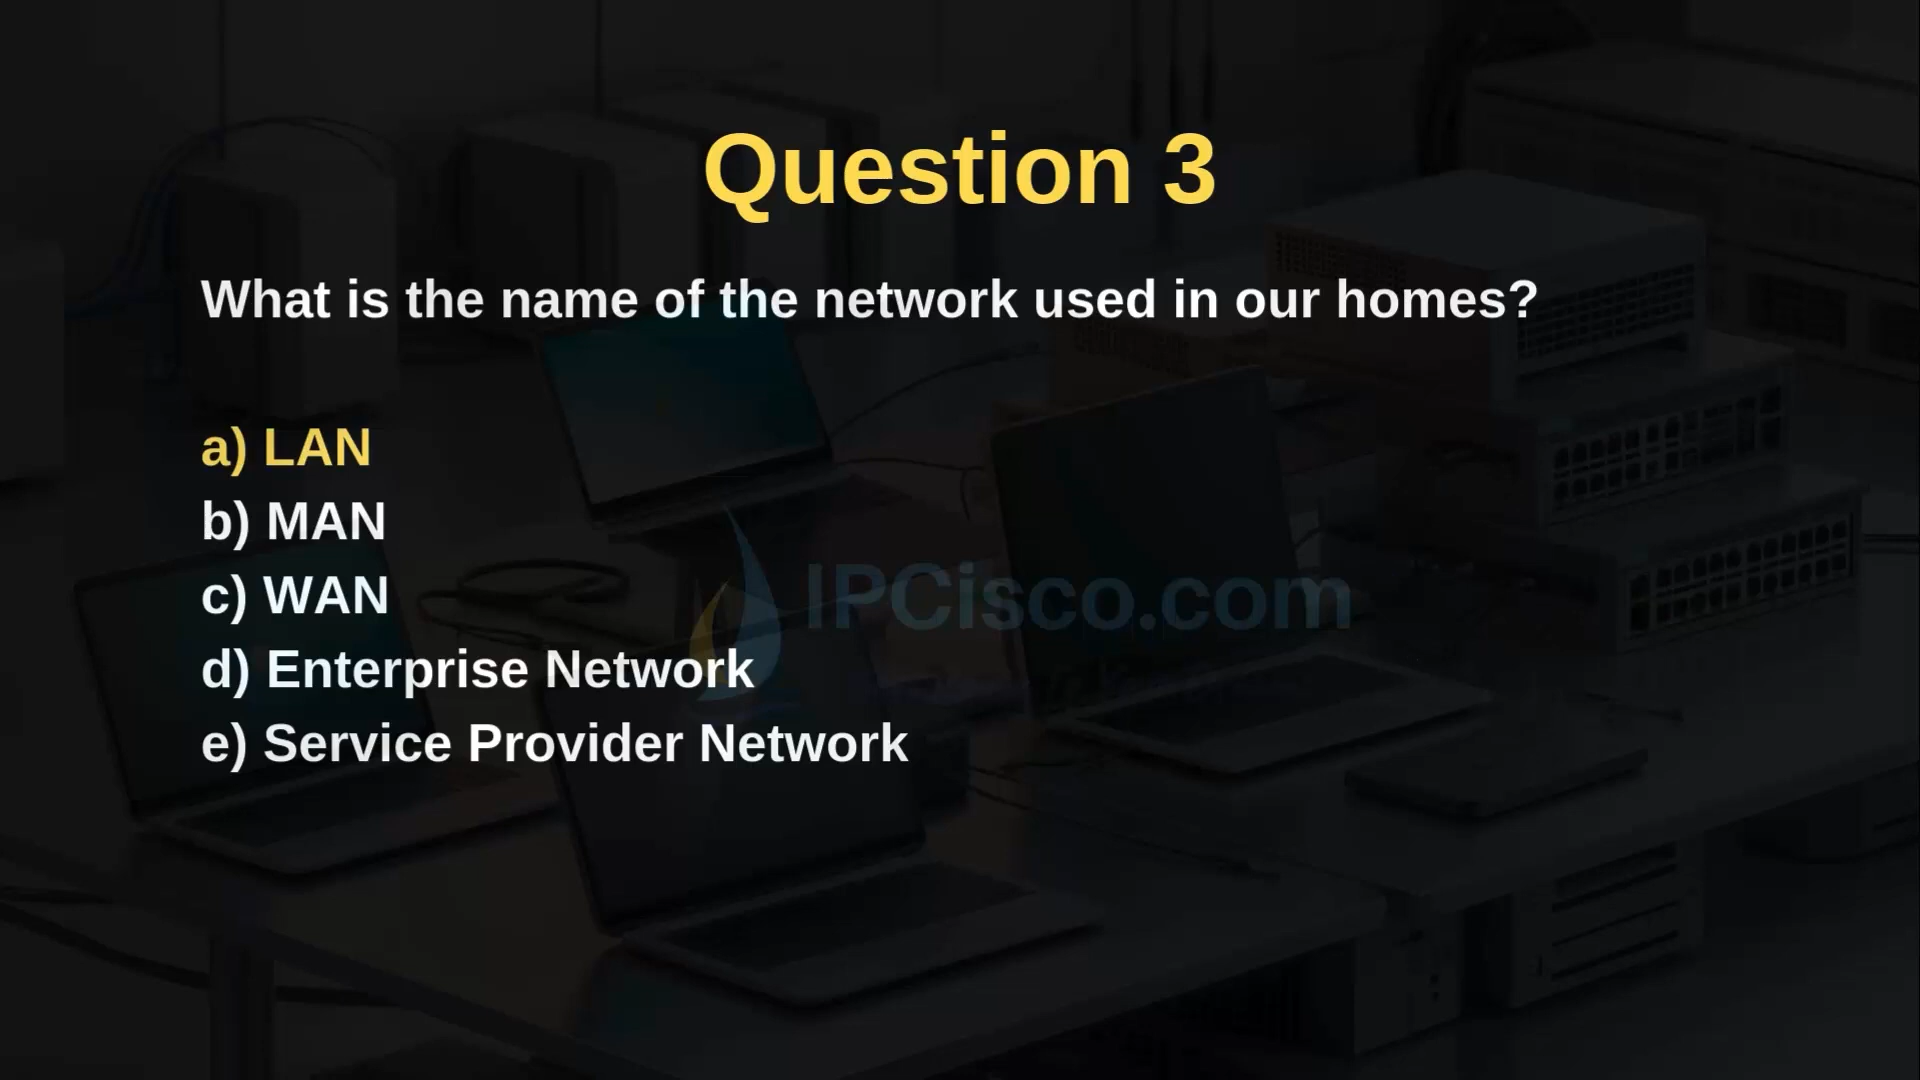 Question 3
What is the name of the network used in our homes?
a) LAN
b) MAN
c) WAN
d) Enterprise Network
e) Service Provider Network
IPCisco.com